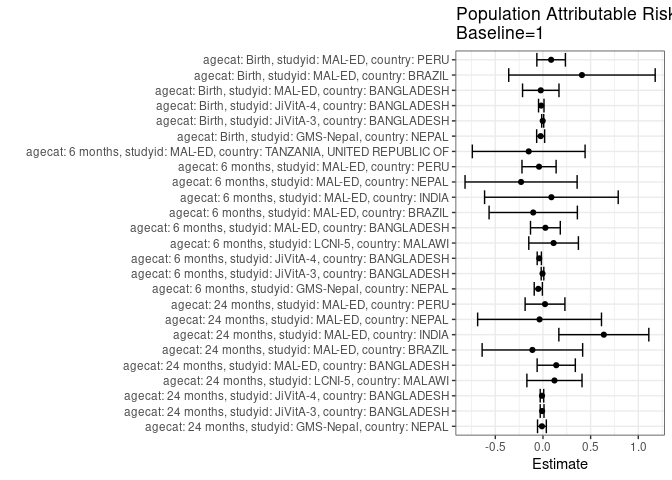 Population Attributable Risk
Baseline=1
agecat: Birth, studyid: MAL-ED, country: PERU
agecat: Birth, studyid: MAL-ED, country: BRAZIL
agecat: Birth, studyid: MAL-ED, country: BANGLADESH
agecat: Birth, studyid: JiVitA-4, country: BANGLADESH
agecat: Birth, studyid: JiVitA-3, country: BANGLADESH
agecat: Birth, studyid: GMS-Nepal, country: NEPAL
agecat: 6 months, studyid: MAL-ED, country: TANZANIA, UNITED REPUBLIC OF
agecat: 6 months, studyid: MAL-ED, country: PERU
agecat: 6 months, studyid: MAL-ED, country: NEPAL
agecat: 6 months, studyid: MAL-ED, country: INDIA
agecat: 6 months, studyid: MAL-ED, country: BRAZIL
agecat: 6 months, studyid: MAL-ED, country: BANGLADESH
agecat: 6 months, studyid: LCNI-5, country: MALAWI
agecat: 6 months, studyid: JiVitA-4, country: BANGLADESH
agecat: 6 months, studyid: JiVitA-3, country: BANGLADESH
agecat: 6 months, studyid: GMS-Nepal, country: NEPAL
agecat: 24 months, studyid: MAL-ED, country: PERU
agecat: 24 months, studyid: MAL-ED, country: NEPAL
agecat: 24 months, studyid: MAL-ED, country: INDIA
agecat: 24 months, studyid: MAL-ED, country: BRAZIL
agecat: 24 months, studyid: MAL-ED, country: BANGLADESH
agecat: 24 months, studyid: LCNI-5, country: MALAWI
agecat: 24 months, studyid: JiVitA-4, country: BANGLADESH
agecat: 24 months, studyid: JiVitA-3, country: BANGLADESH
agecat: 24 months, studyid: GMS-Nepal, country: NEPAL
-0.5 0.0 0.5 1.0
Estimate